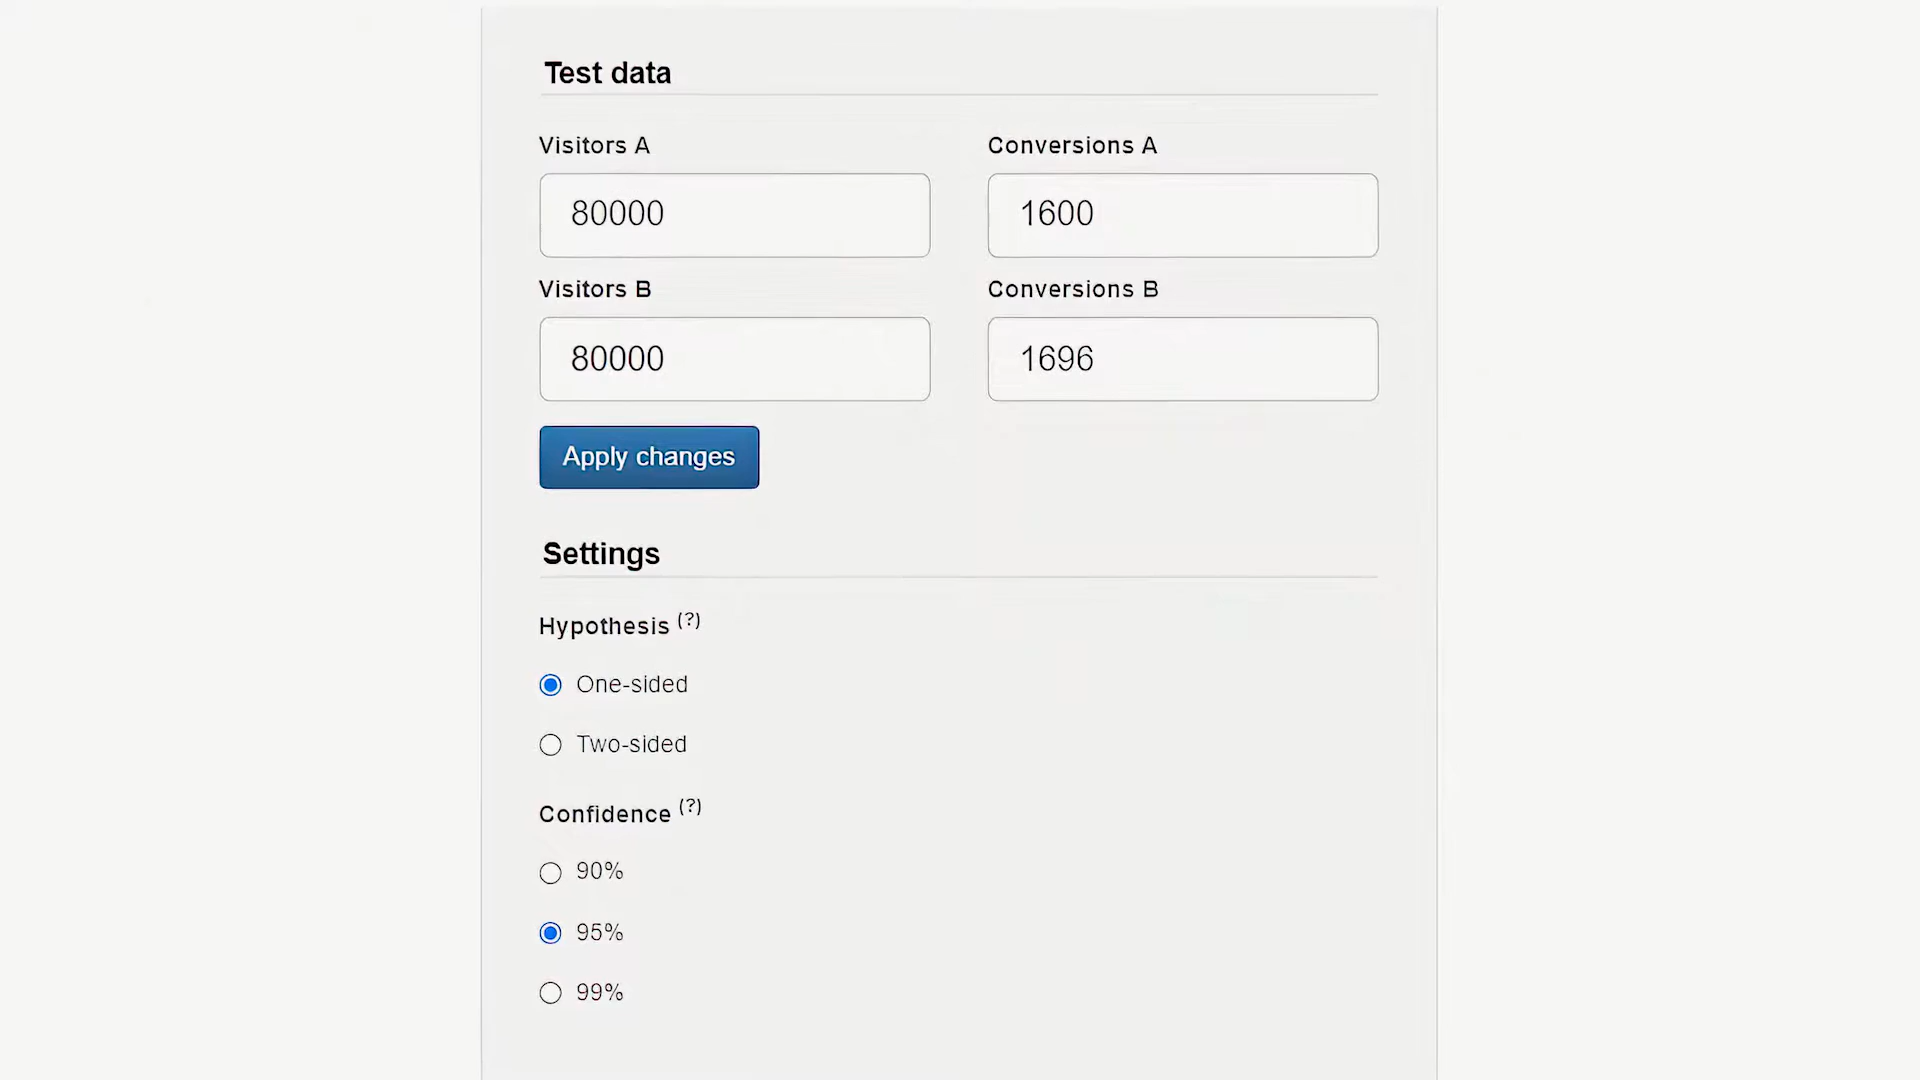 Test data
Visitors A
Conversions A
80000
1600
Visitors B
Conversions B
80000
1696
Apply changes
Settings
Hypothesis (?)
One-sided
Two-sided
Confidence (?)
90%
95%
99%